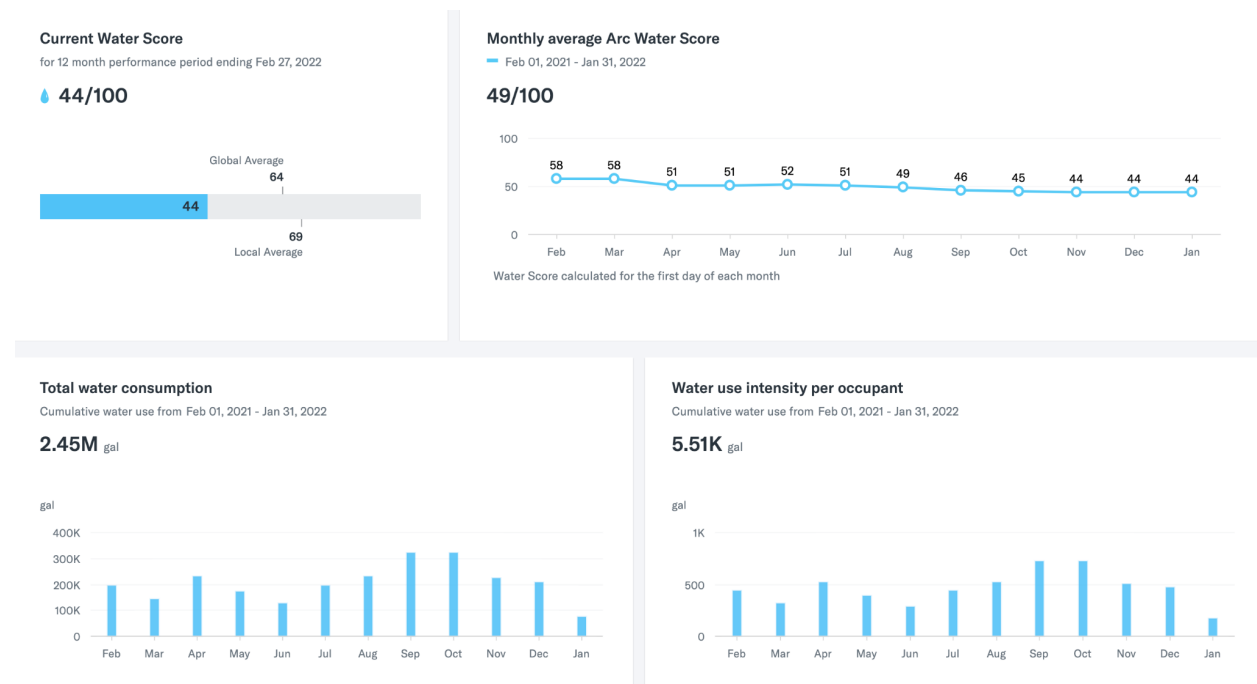 Current Water Score
for 12 month performance period ending Feb 27, 2022
44/100
Global Average
64
44
69
Local Average
Monthly average Arc Water Score
Feb 01, 2021 - Jan 31, 2022
49/100
100
50
0
58 58 51 51 52 51 49 46 45 44 44 44
Feb Mar Apr May Jun Jul Aug Sep Oct Nov Dec Jan
Water Score calculated for the first day of each month
Total water consumption
Cumulative water use from Feb 01, 2021 - Jan 31, 2022
2.45M gal
gal
400K
300K
200K
100K
0
Feb Mar Apr May Jun Jul Aug Sep Oct Nov Dec Jan
Water use intensity per occupant
Cumulative water use from Feb 01, 2021 - Jan 31, 2022
5.51K gal
gal
1K
500
0
Feb Mar Apr May Jun Jul Aug Sep Oct Nov Dec Jan